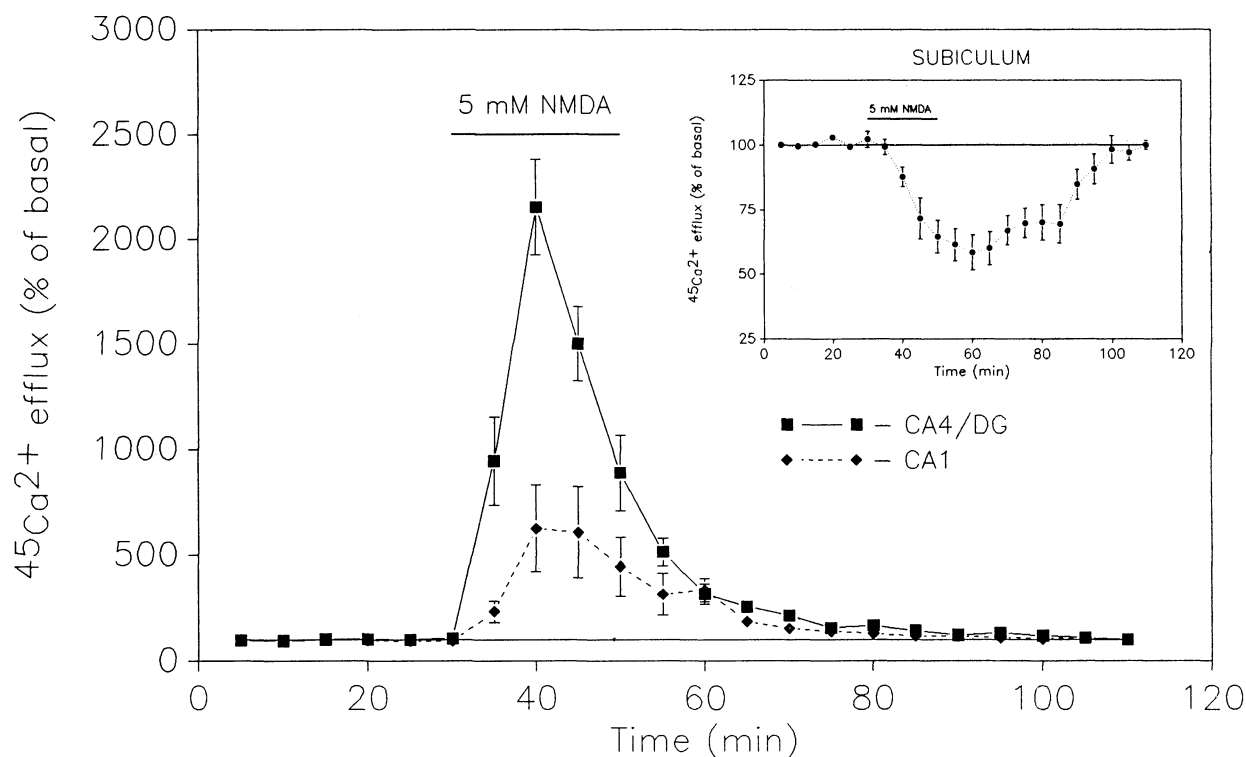 3000
2500
2000
1500
1000
500
0
45Ca2+ efflux (% of basal)
5 mM NMDA
0 20 40 60 80 100 120
Time (min)
SUBICULUM
125
100
75
50
25
45Ca2+ efflux (% of basal)
5 mM NMDA
0 20 40 60 80 100 120
Time (min)
— CA4/DG
— CA1